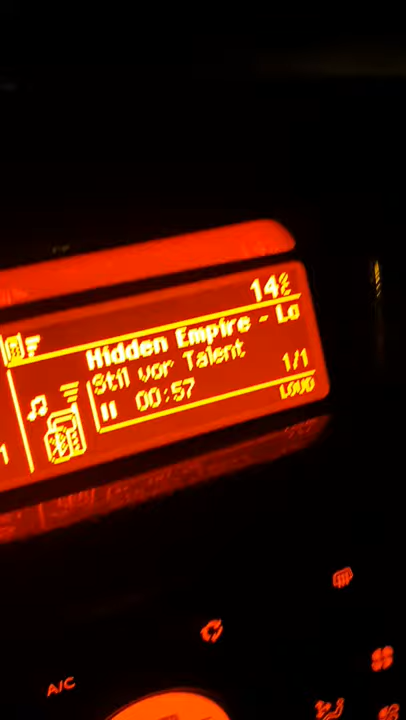 14
Hidden Empire - Lo
Stil vor Talent
00:57
1/1
LOUD
A/C